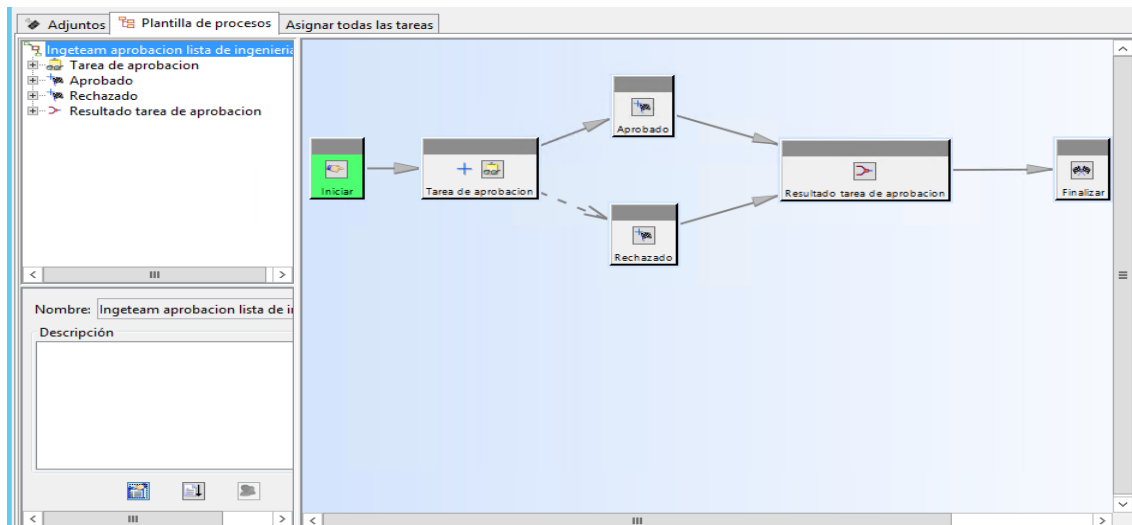 Adjuntos
Plantilla de procesos
Asignar todas las tareas
Ingeteam aprobacion lista de ingenieria
Tarea de aprobacion
Aprobado
Rechazado
Resultado tarea de aprobacion
Nombre: Ingeteam aprobacion lista de i
Descripción
Iniciar
Tarea de aprobacion
Aprobado
Rechazado
Resultado tarea de aprobacion
Finalizar